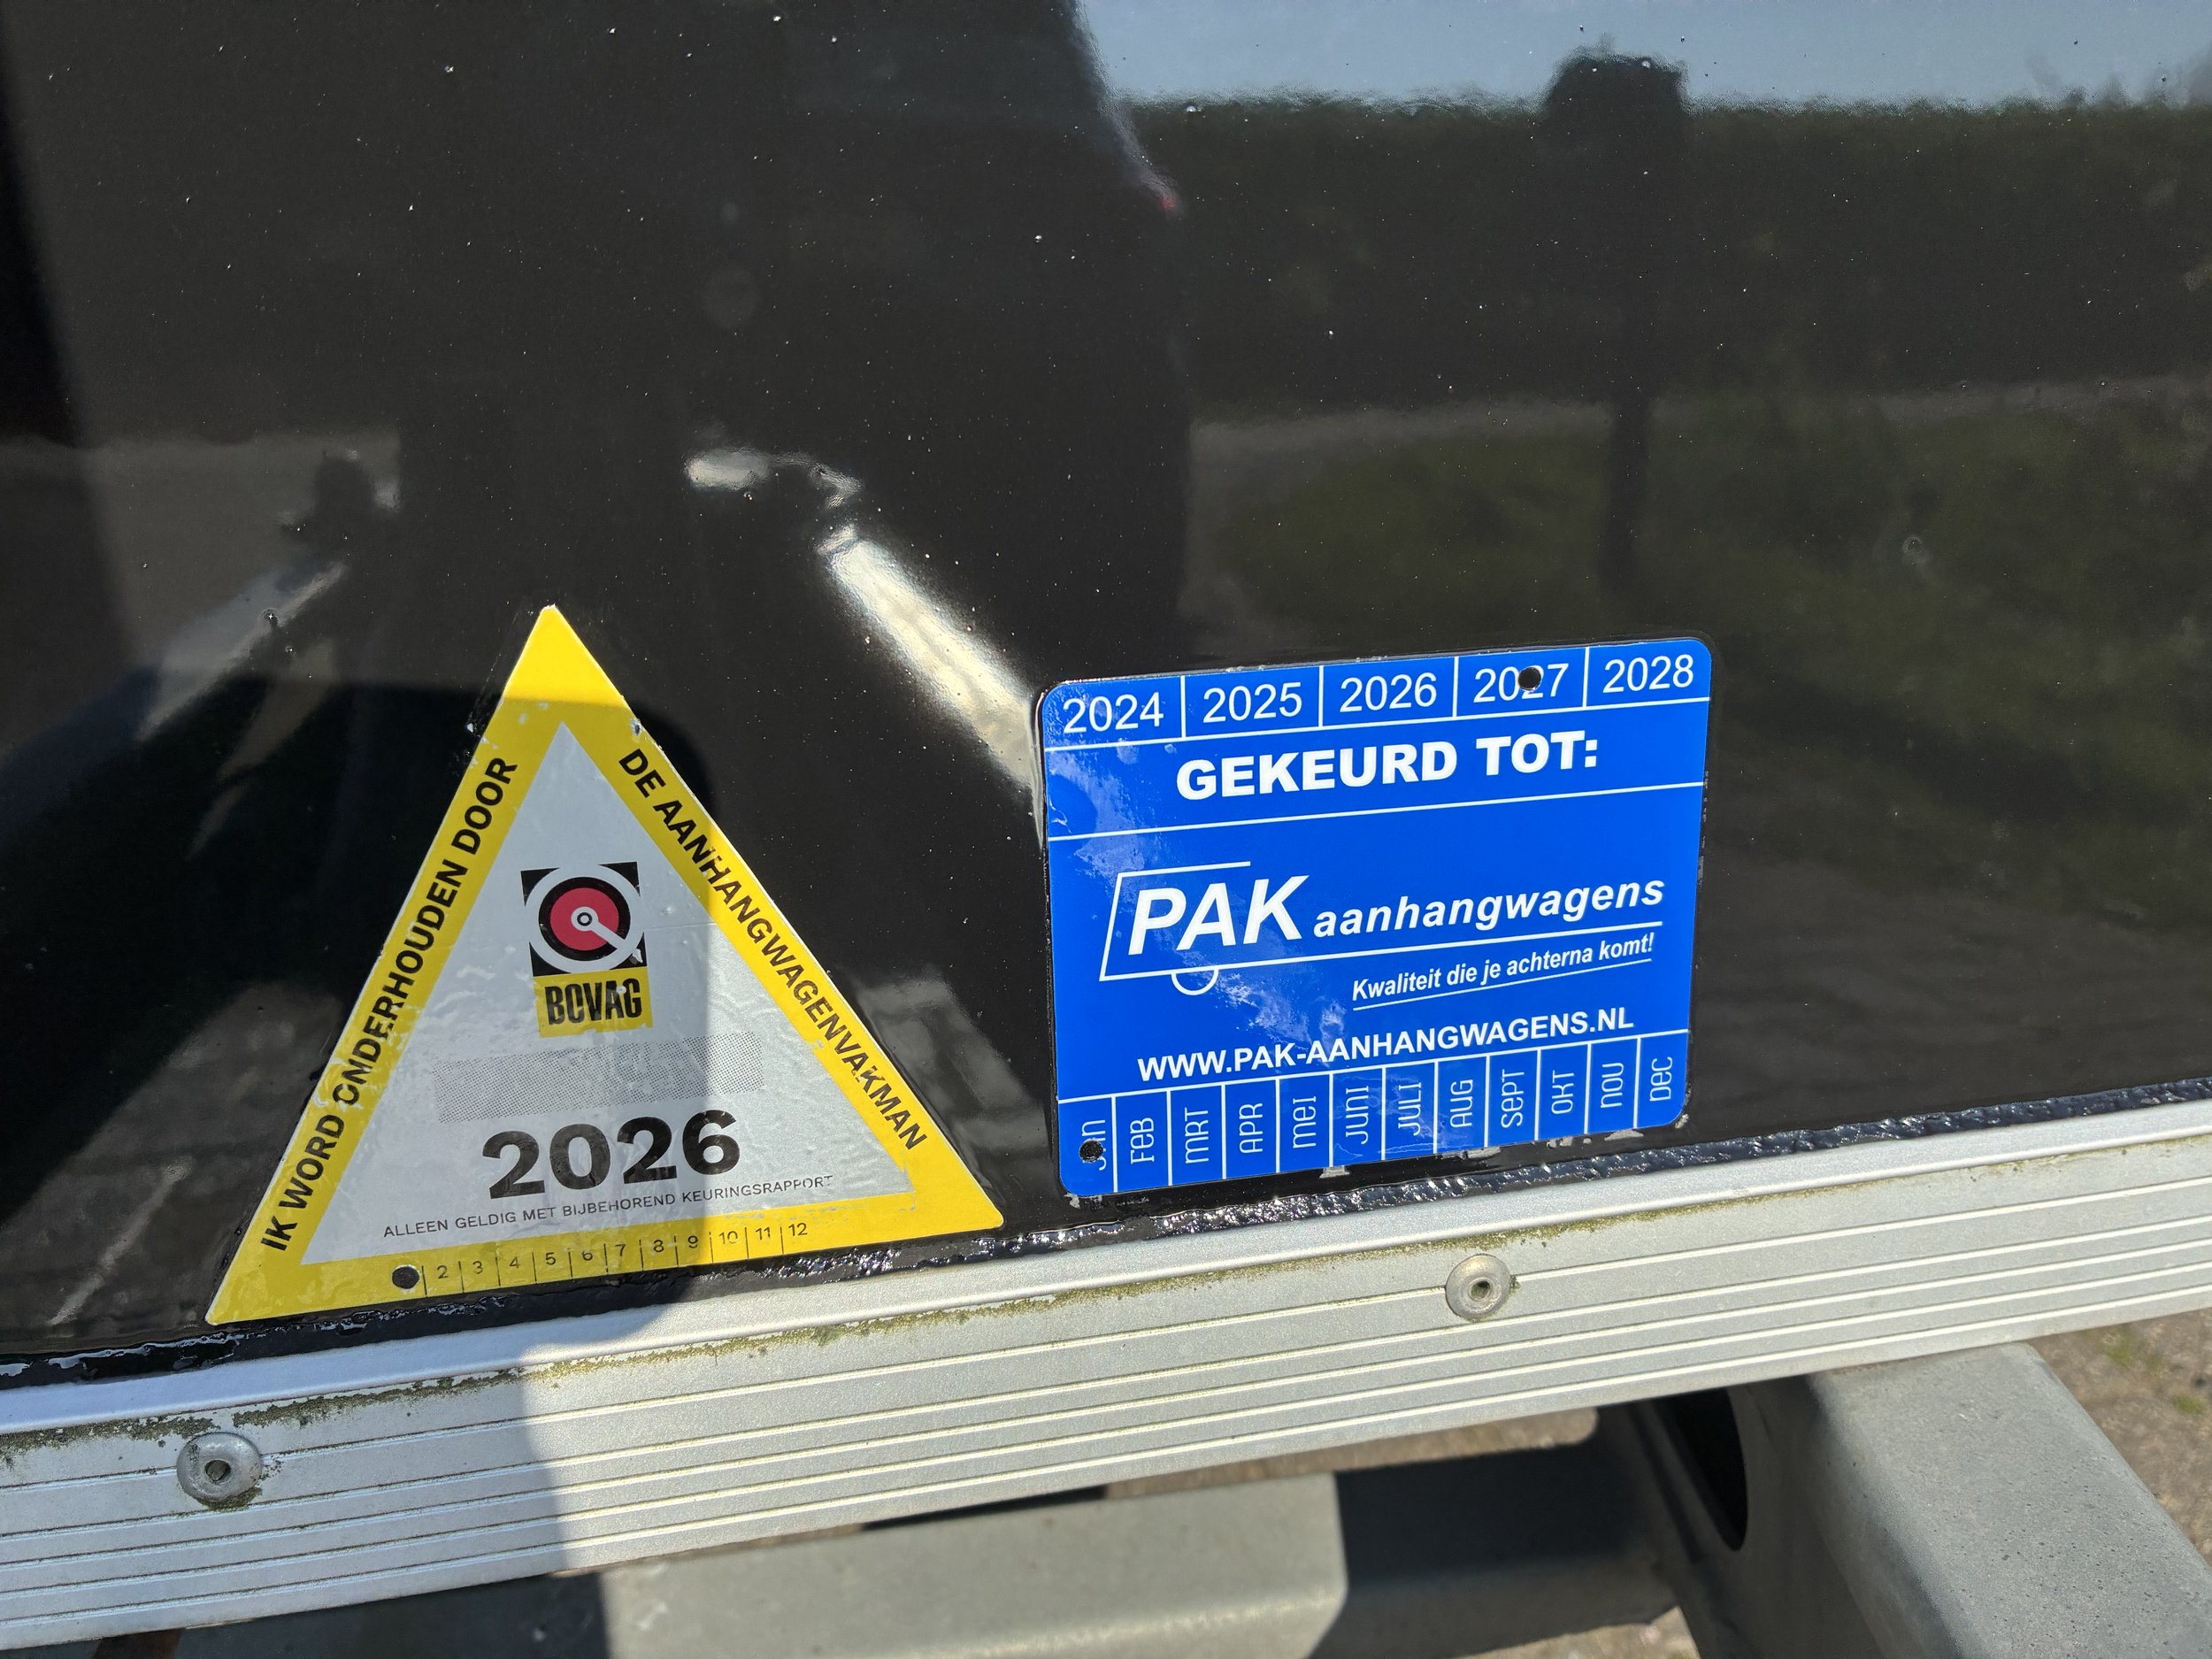 IK WORD ONDERHOUDEN DOOR
DE AANHANGWAGENVAKMAN
BOVAG
2026
ALLEEN GELDIG MET BIJBEHOREND KEURINGSRAPPORT
2 3 4 5 6 7 8 9 10 11 12
2024 2025 2026 2027 2028
GEKEURD TOT:
PAK aanhangwagens
Kwaliteit die je achterna komt!
WWW.PAK-AANHANGWAGENS.NL
JAN FEB MRT APR MEI JUNI JULI AUG SEPT OKT NOV DEC